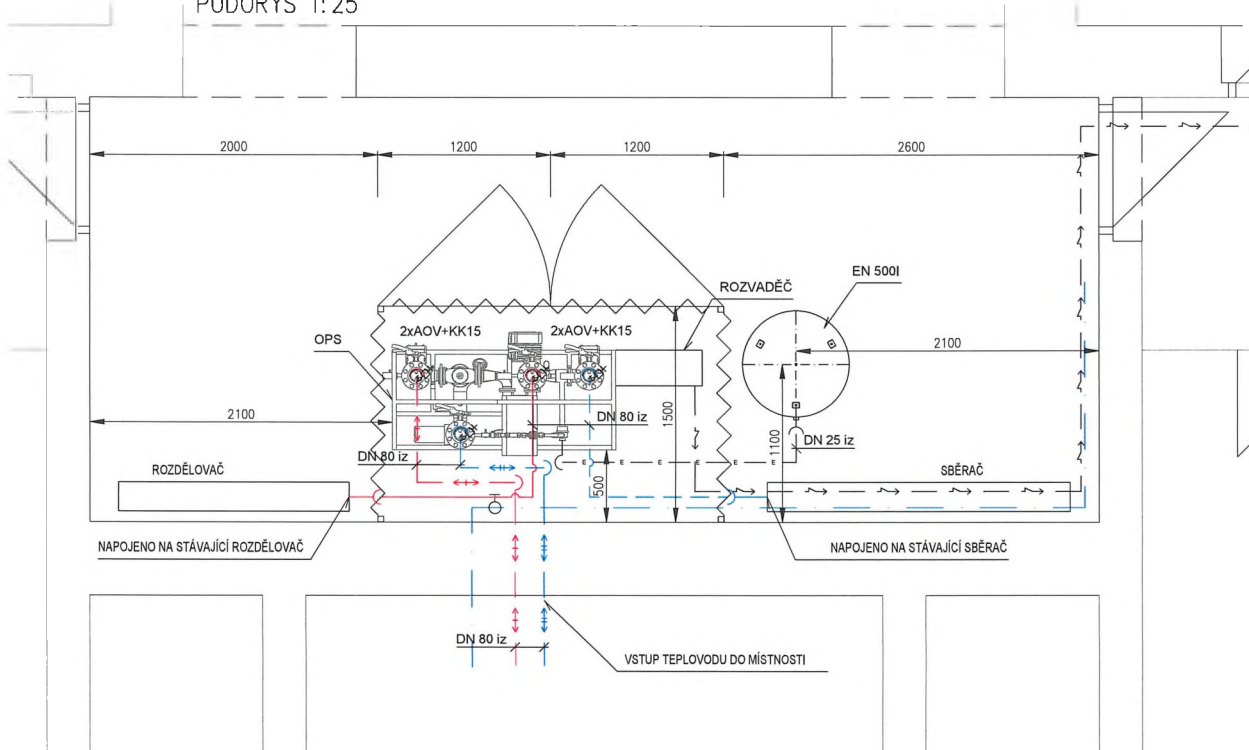 PŮDORYS 1:25
2000
1200
1200
2600
EN 500l
ROZVADĚČ
2xAOV+KK15
2xAOV+KK15
OPS
2100
2100
1500
DN 80 iz
1100
DN 25 iz
DN 80 iz
E E E E E
ROZDĚLOVAČ
500
SBĚRAČ
NAPOJENO NA STÁVAJÍCÍ ROZDĚLOVAČ
NAPOJENO NA STÁVAJÍCÍ SBĚRAČ
DN 80 iz
VSTUP TEPLOVODU DO MÍSTNOSTI